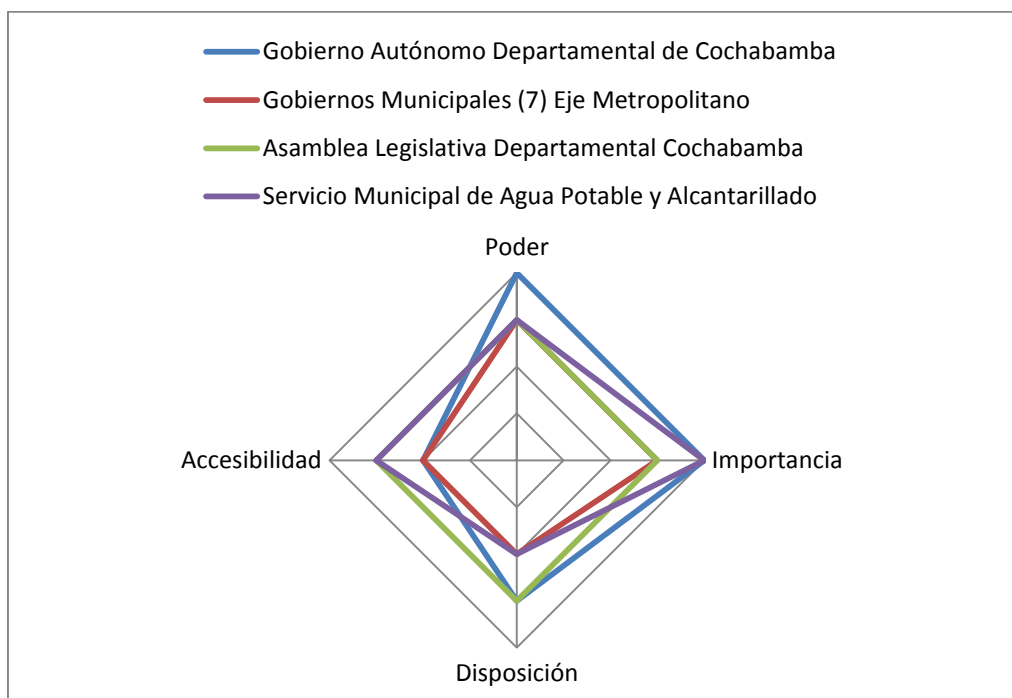 Gobierno Autónomo Departamental de Cochabamba
Gobiernos Municipales (7) Eje Metropolitano
Asamblea Legislativa Departamental Cochabamba
Servicio Municipal de Agua Potable y Alcantarillado
Poder
Accesibilidad
Importancia
Disposición